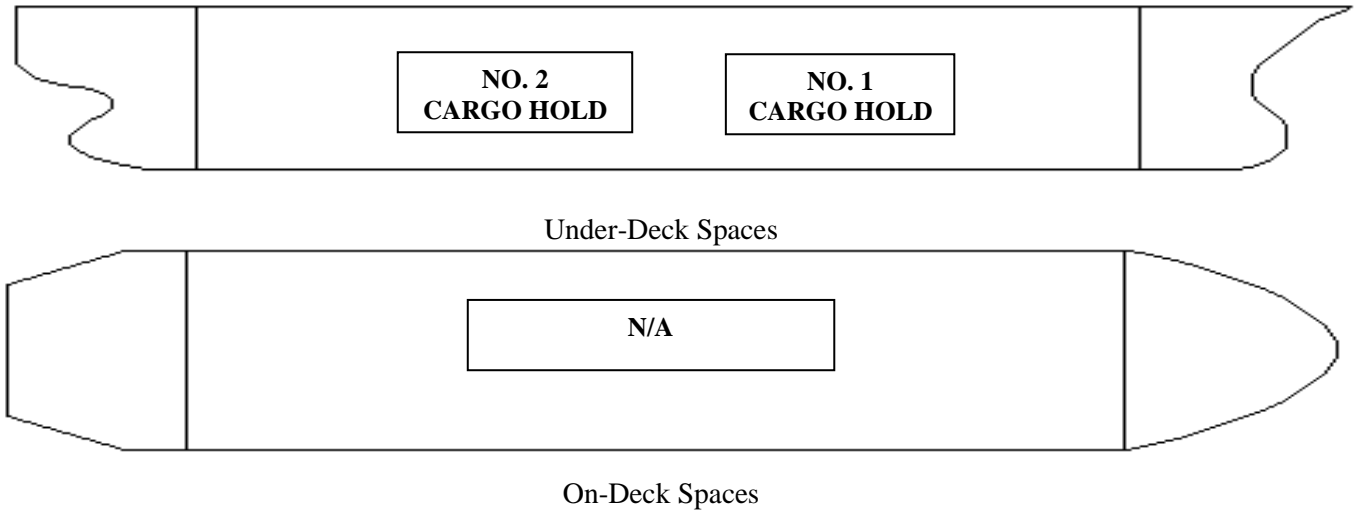 NO. 2
CARGO HOLD
NO. 1
CARGO HOLD
Under-Deck Spaces
N/A
On-Deck Spaces